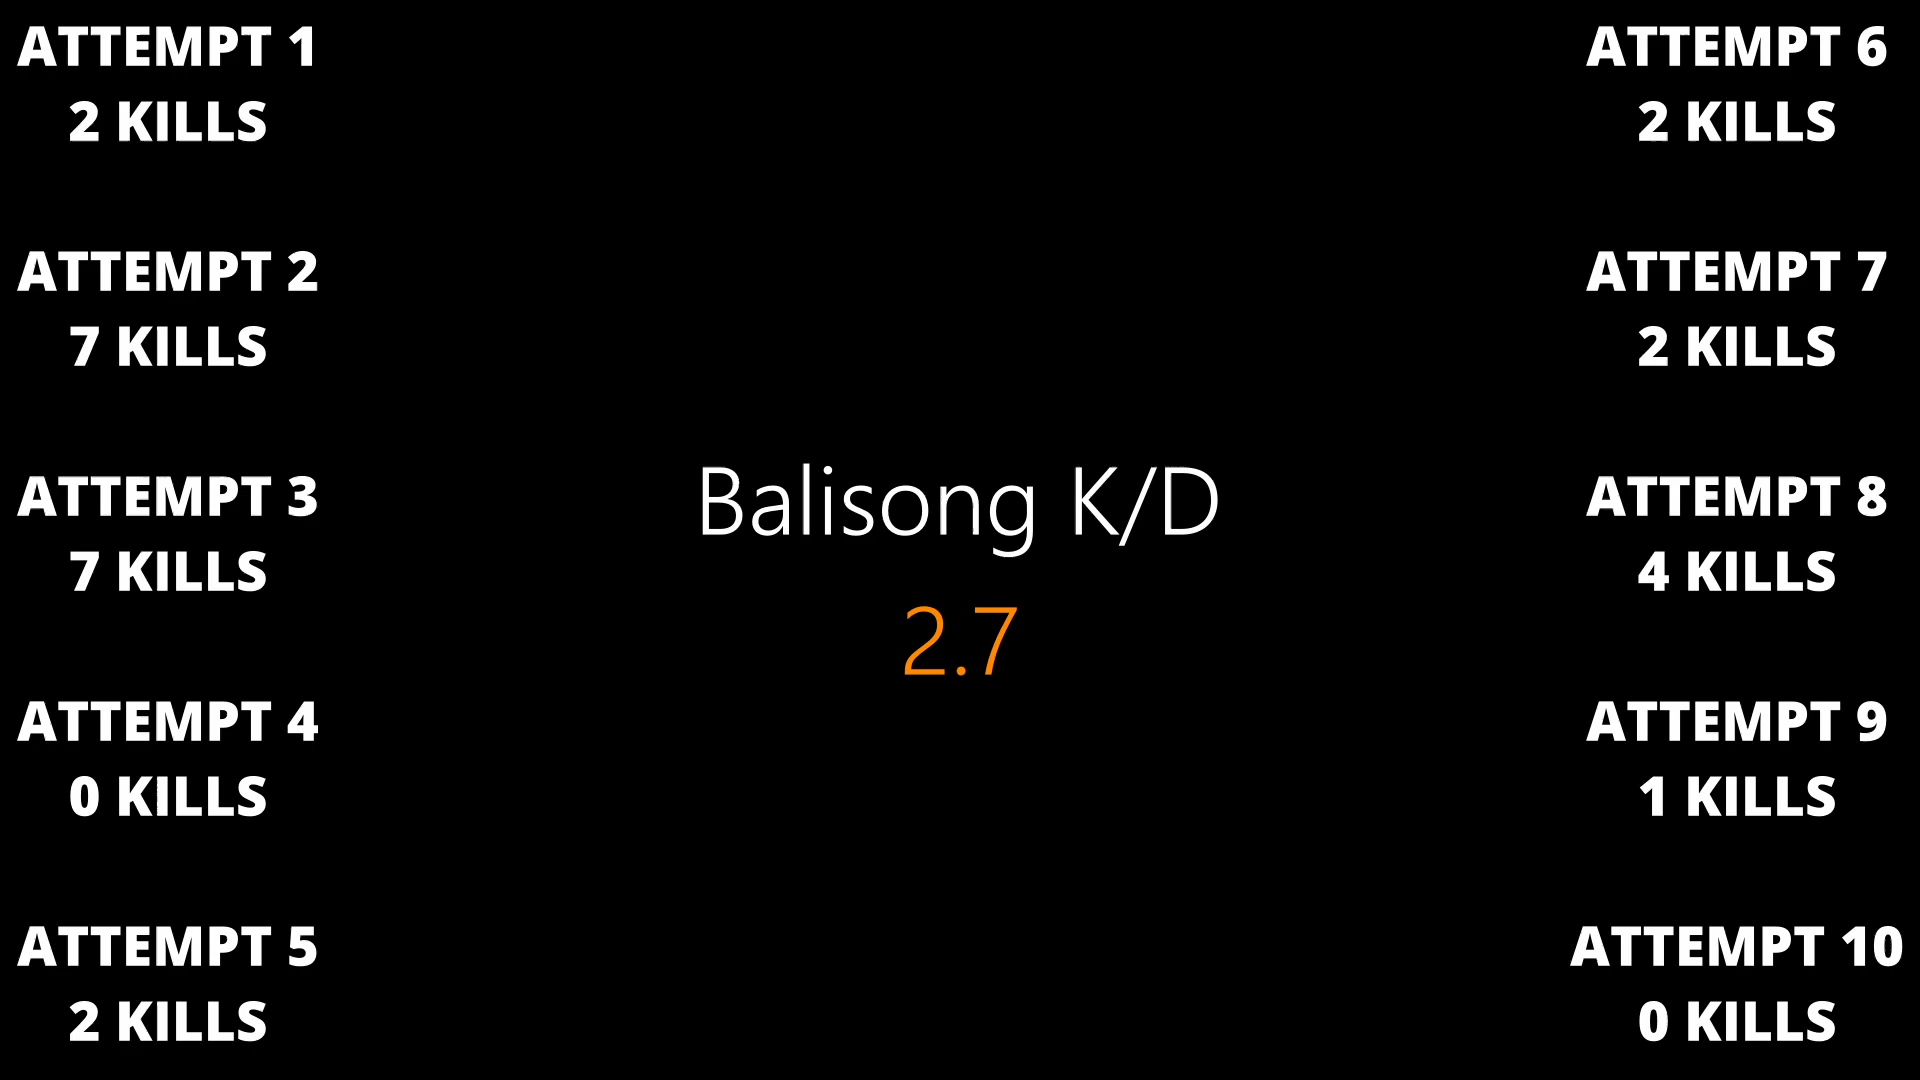 ATTEMPT 1
2 KILLS
ATTEMPT 2
7 KILLS
ATTEMPT 3
7 KILLS
ATTEMPT 4
0 KILLS
ATTEMPT 5
2 KILLS
Balisong K/D
2.7
ATTEMPT 6
2 KILLS
ATTEMPT 7
2 KILLS
ATTEMPT 8
4 KILLS
ATTEMPT 9
1 KILLS
ATTEMPT 10
0 KILLS